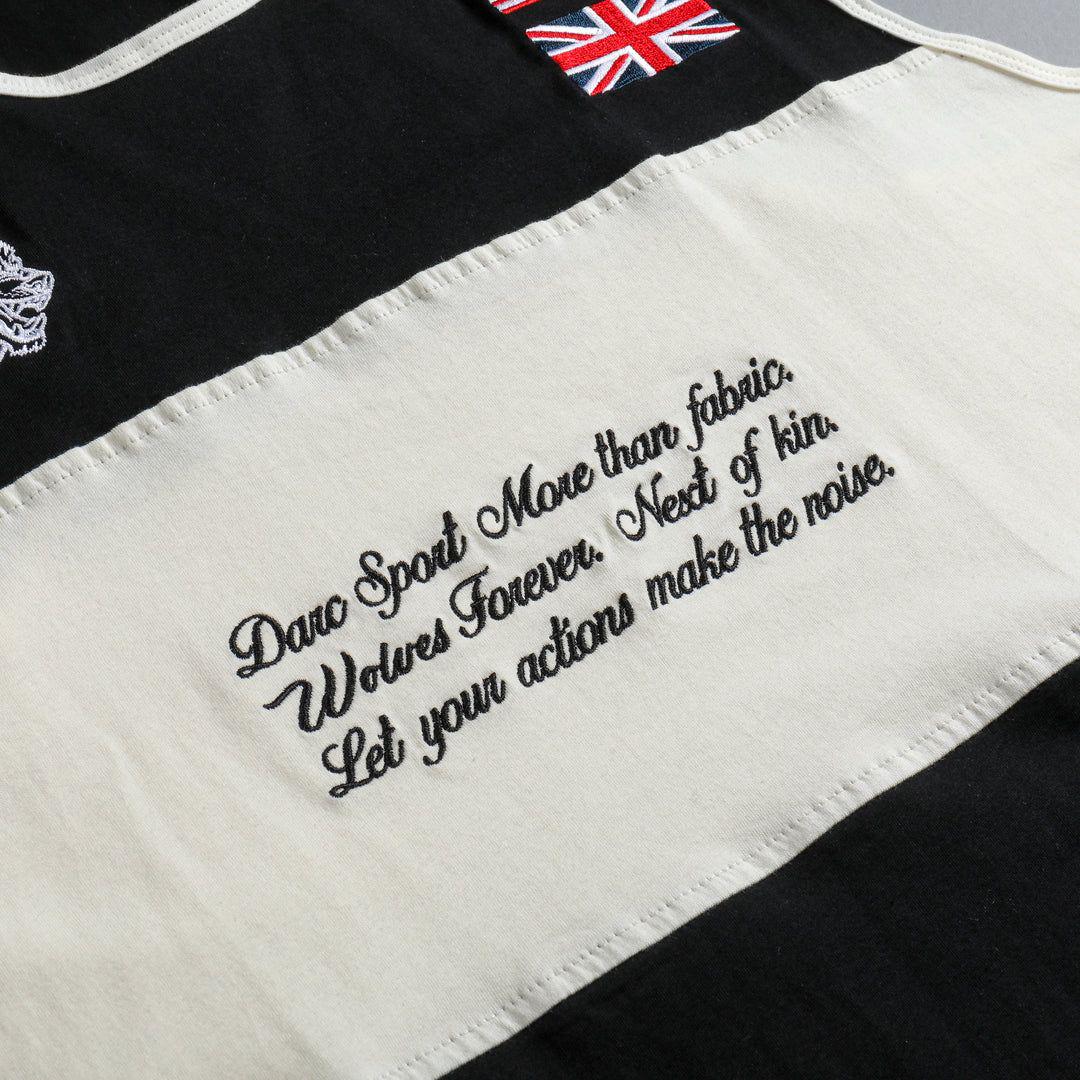 Darc Sport More than fabric.
Wolves Forever. Next of kin.
Let your actions make the noise.